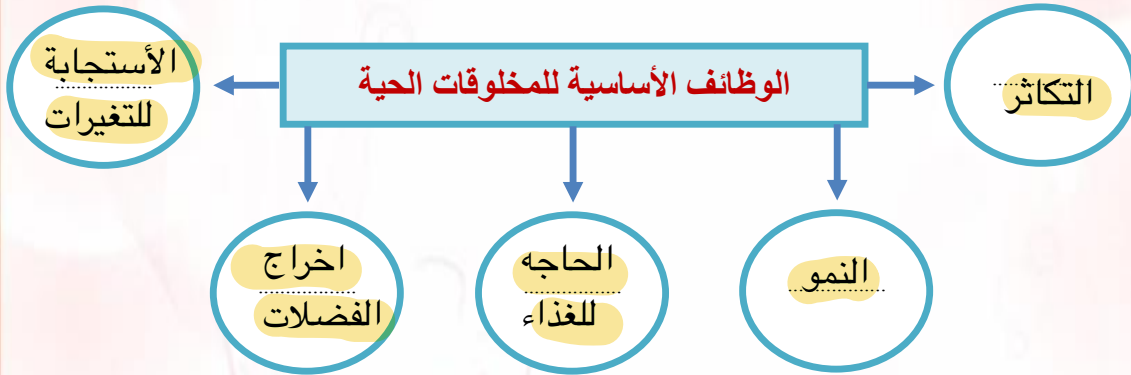 الوظائف الأساسية للمخلوقات الحية
التكاثر
النمو
الحاجه
للغذاء
اخراج
الفضلات
الأستجابة
للتغيرات